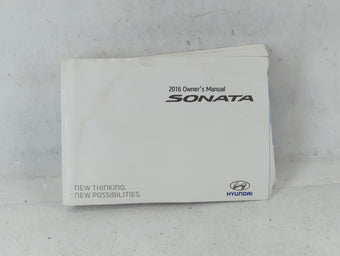 2016 Owner's Manual
SONATA
NEW THINKING.
NEW POSSIBILITIES.
HYUNDAI